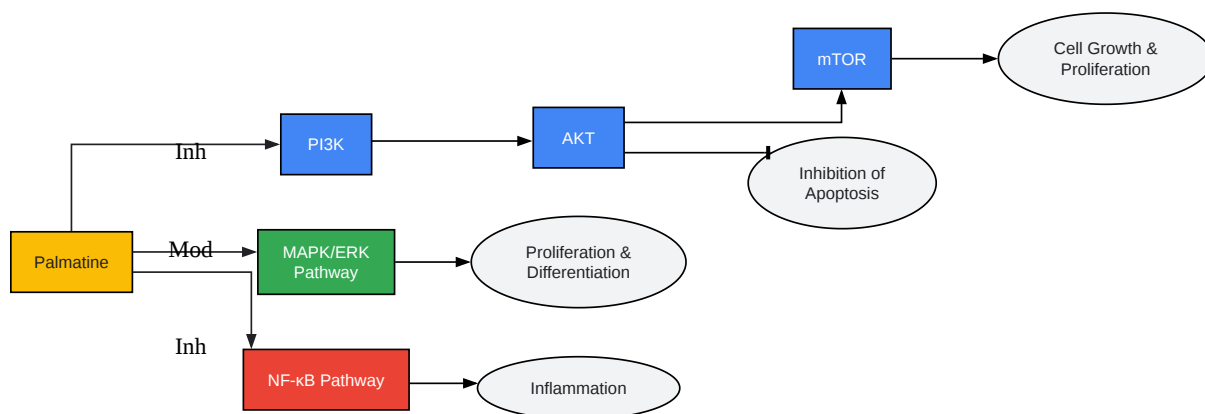 Cell Growth &
Proliferation
mTOR
Inh
PI3K
AKT
Inhibition of
Apoptosis
Palmatine
Mod
MAPK/ERK
Pathway
Proliferation &
Differentiation
Inh
NF-κB Pathway
Inflammation